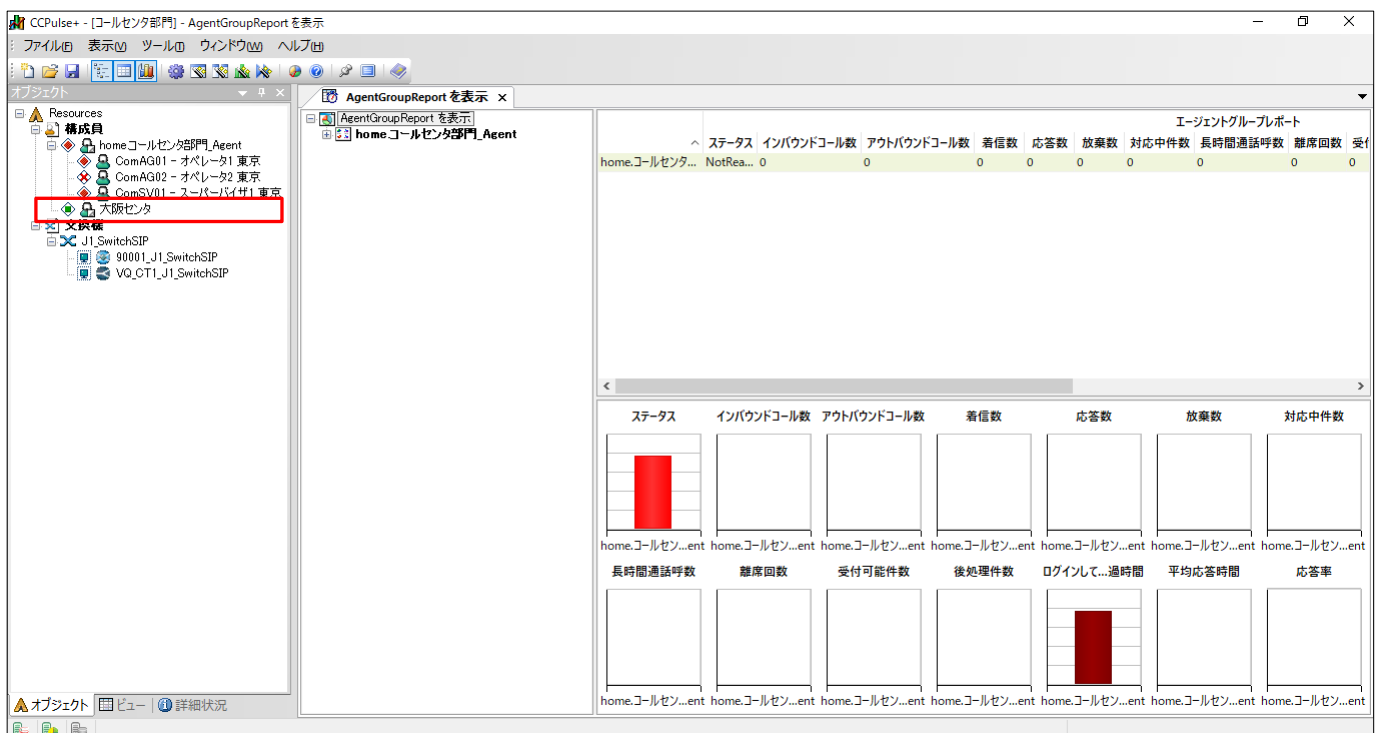 CCPulse+ - [コールセンタ部門] - AgentGroupReport を表示
ファイル(F) 表示(V) ツール(T) ウィンドウ(W) ヘルプ(H)
オブジェクト
Resources
構成員
home.コールセンタ部門_Agent
ComAG01 - オペレータ1 東京
ComAG02 - オペレータ2 東京
ComSV01 - スーパーバイザ1 東京
大阪センタ
交換機
J1_SwitchSIP
90001_J1_SwitchSIP
VQ_CT1_J1_SwitchSIP
オブジェクト ビュー 詳細状況
AgentGroupReport を表示
AgentGroupReport を表示
home.コールセンタ部門_Agent
エージェントグループレポート
ステータス インバウンドコール数 アウトバウンドコール数 着信数 応答数 放棄数 対応中件数 長時間通話呼数 離席回数 受付
home.コールセンタ... NotRea... 0 0 0 0 0 0 0 0 0
ステータス インバウンドコール数 アウトバウンドコール数 着信数 応答数 放棄数 対応中件数
home.コールセン...ent home.コールセン...ent home.コールセン...ent home.コールセン...ent home.コールセン...ent home.コールセン...ent home.コールセン...ent
長時間通話呼数 離席回数 受付可能件数 後処理件数 ログインして...過時間 平均応答時間 応答率
home.コールセン...ent home.コールセン...ent home.コールセン...ent home.コールセン...ent home.コールセン...ent home.コールセン...ent home.コールセン...ent